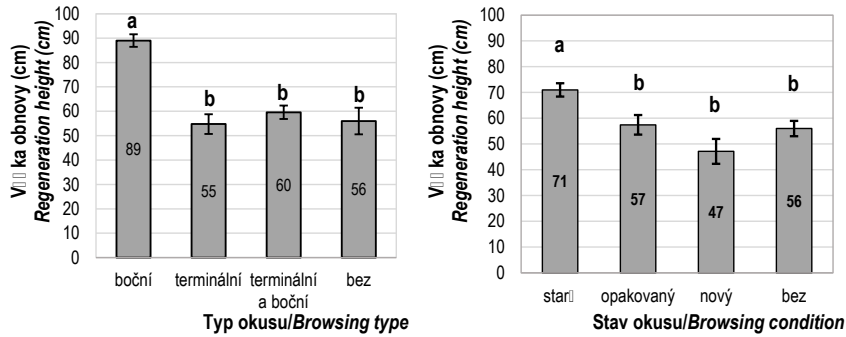 Výška obnovy (cm)
Regeneration height (cm)
100
90
80
70
60
50
40
30
20
10
0
a
b
b
b
89
55
60
56
boční
terminální
terminální
a boční
bez
Typ okusu/Browsing type
ka obnovy (cm)
Regeneration height (cm)
100
90
80
70
60
50
40
30
20
10
0
a
b
b
b
71
57
47
56
opakovaný
nový
bez
Stav okusu/Browsing condition